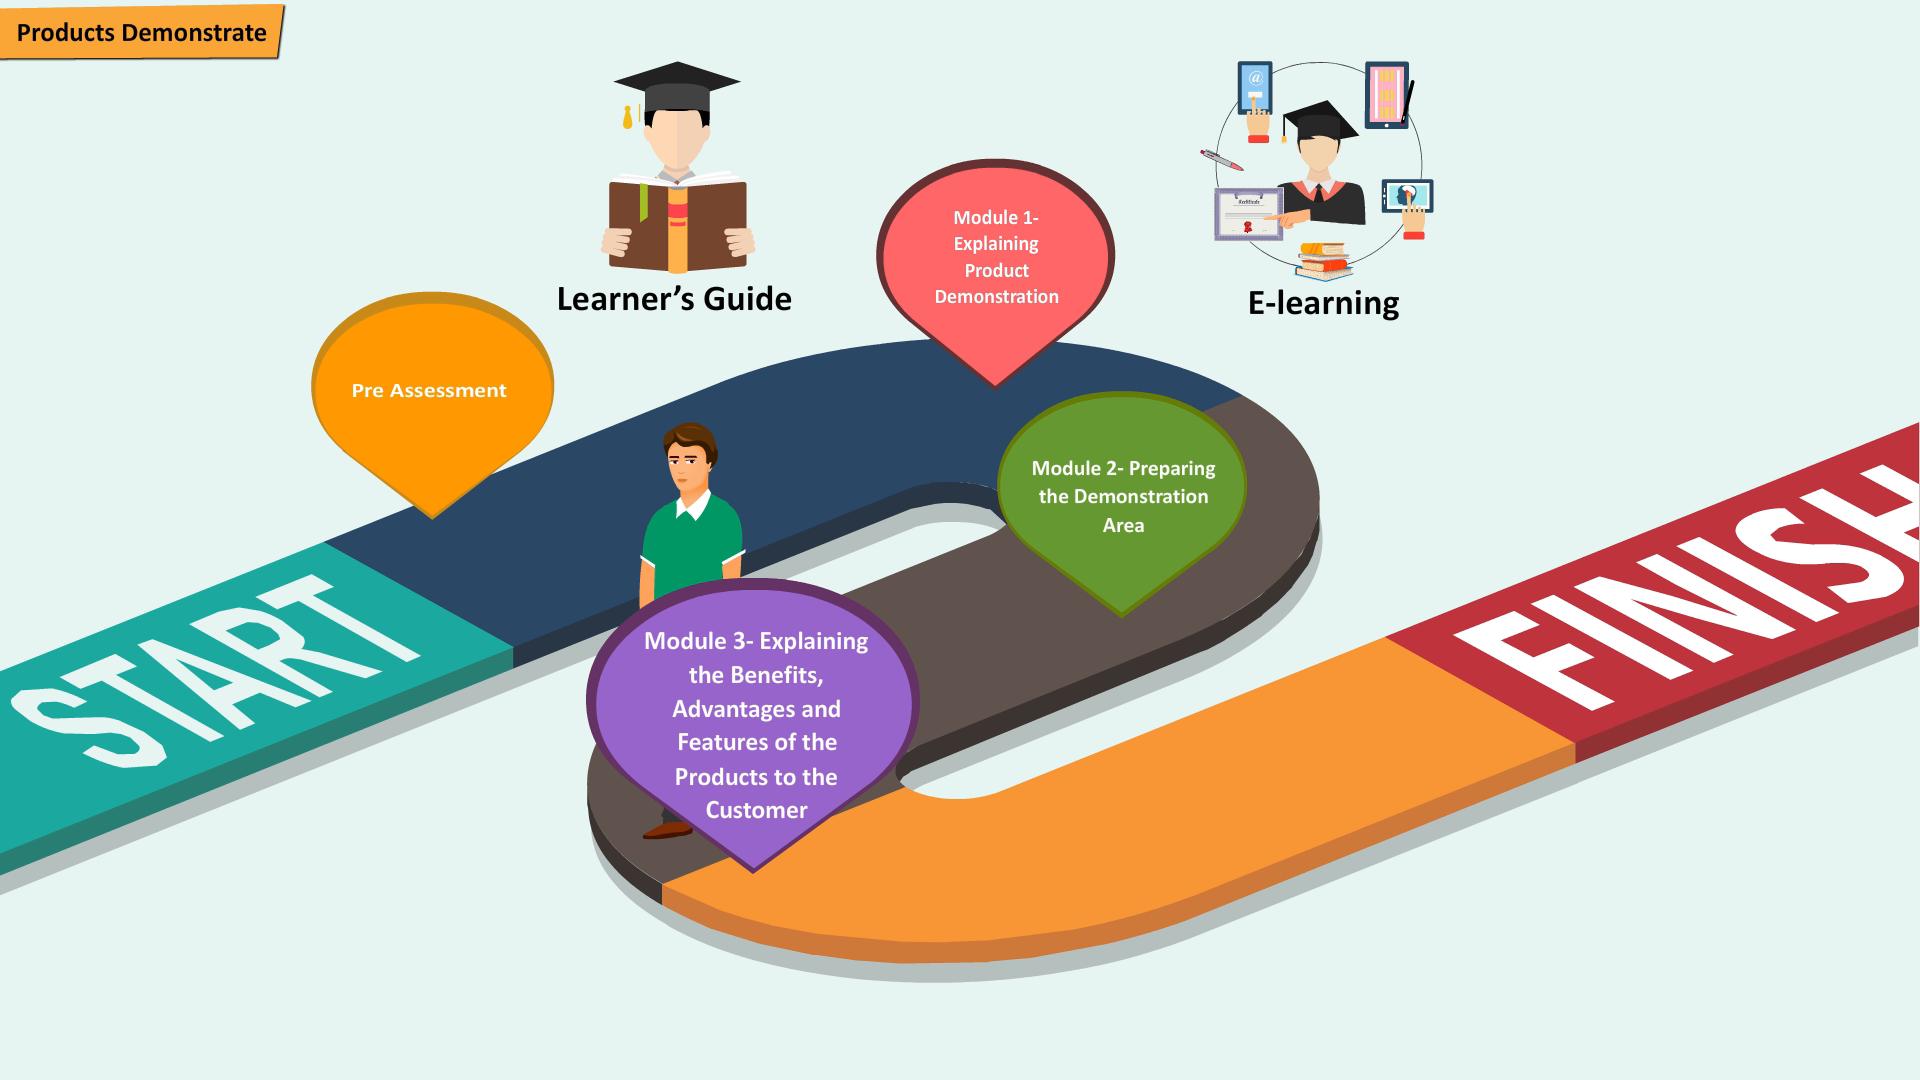 Products Demonstrate
Learner’s Guide
E-learning
@
Certificate
Module 1-
Explaining
Product
Demonstration
Pre Assessment
Module 2- Preparing
the Demonstration
Area
START
Module 3- Explaining
the Benefits,
Advantages and
Features of the
Products to the
Customer
FINISH